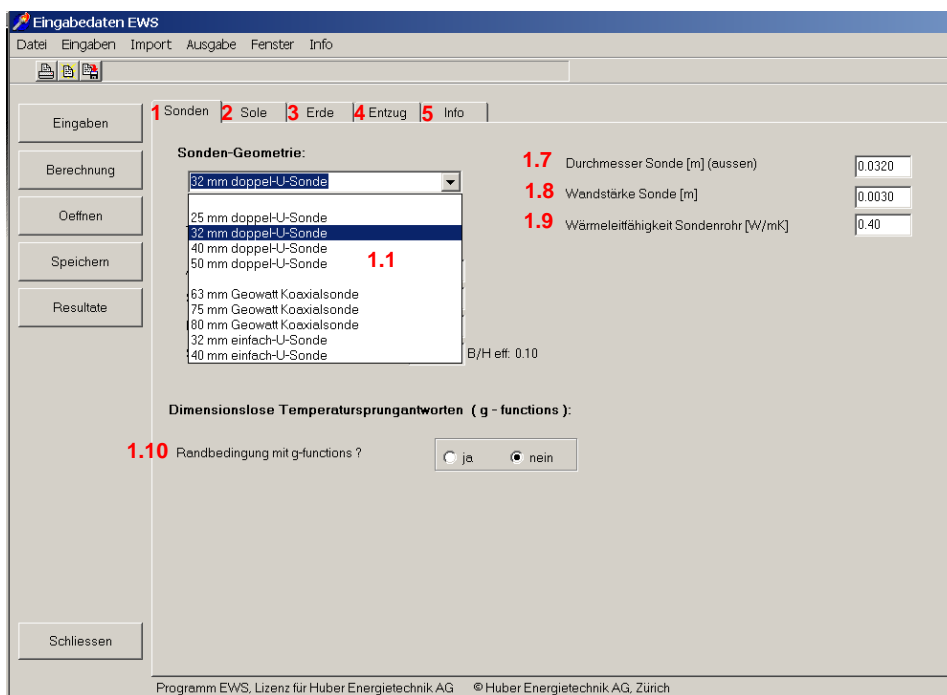 Eingabedaten EWS
Datei Eingaben Import Ausgabe Fenster Info
Eingaben
Berechnung
Oeffnen
Speichern
Resultate
Schliessen
1 Sonden 2 Sole 3 Erde 4 Entzug 5 Info
Sonden-Geometrie:
32 mm doppel-U-Sonde
25 mm doppel-U-Sonde
32 mm doppel-U-Sonde
40 mm doppel-U-Sonde
50 mm doppel-U-Sonde
1.1
63 mm Geowatt Koaxialsonde
75 mm Geowatt Koaxialsonde
80 mm Geowatt Koaxialsonde
32 mm einfach-U-Sonde
40 mm einfach-U-Sonde
B/H eff: 0.10
1.7 Durchmesser Sonde [m] (aussen) 0.0320
1.8 Wandstärke Sonde [m] 0.0030
1.9 Wärmeleitfähigkeit Sondenrohr [W/mK] 0.40
Dimensionslose Temperatursprungantworten ( g - functions ):
1.10 Randbedingung mit g-functions ? ja nein
Programm EWS, Lizenz für Huber Energietechnik AG © Huber Energietechnik AG, Zürich